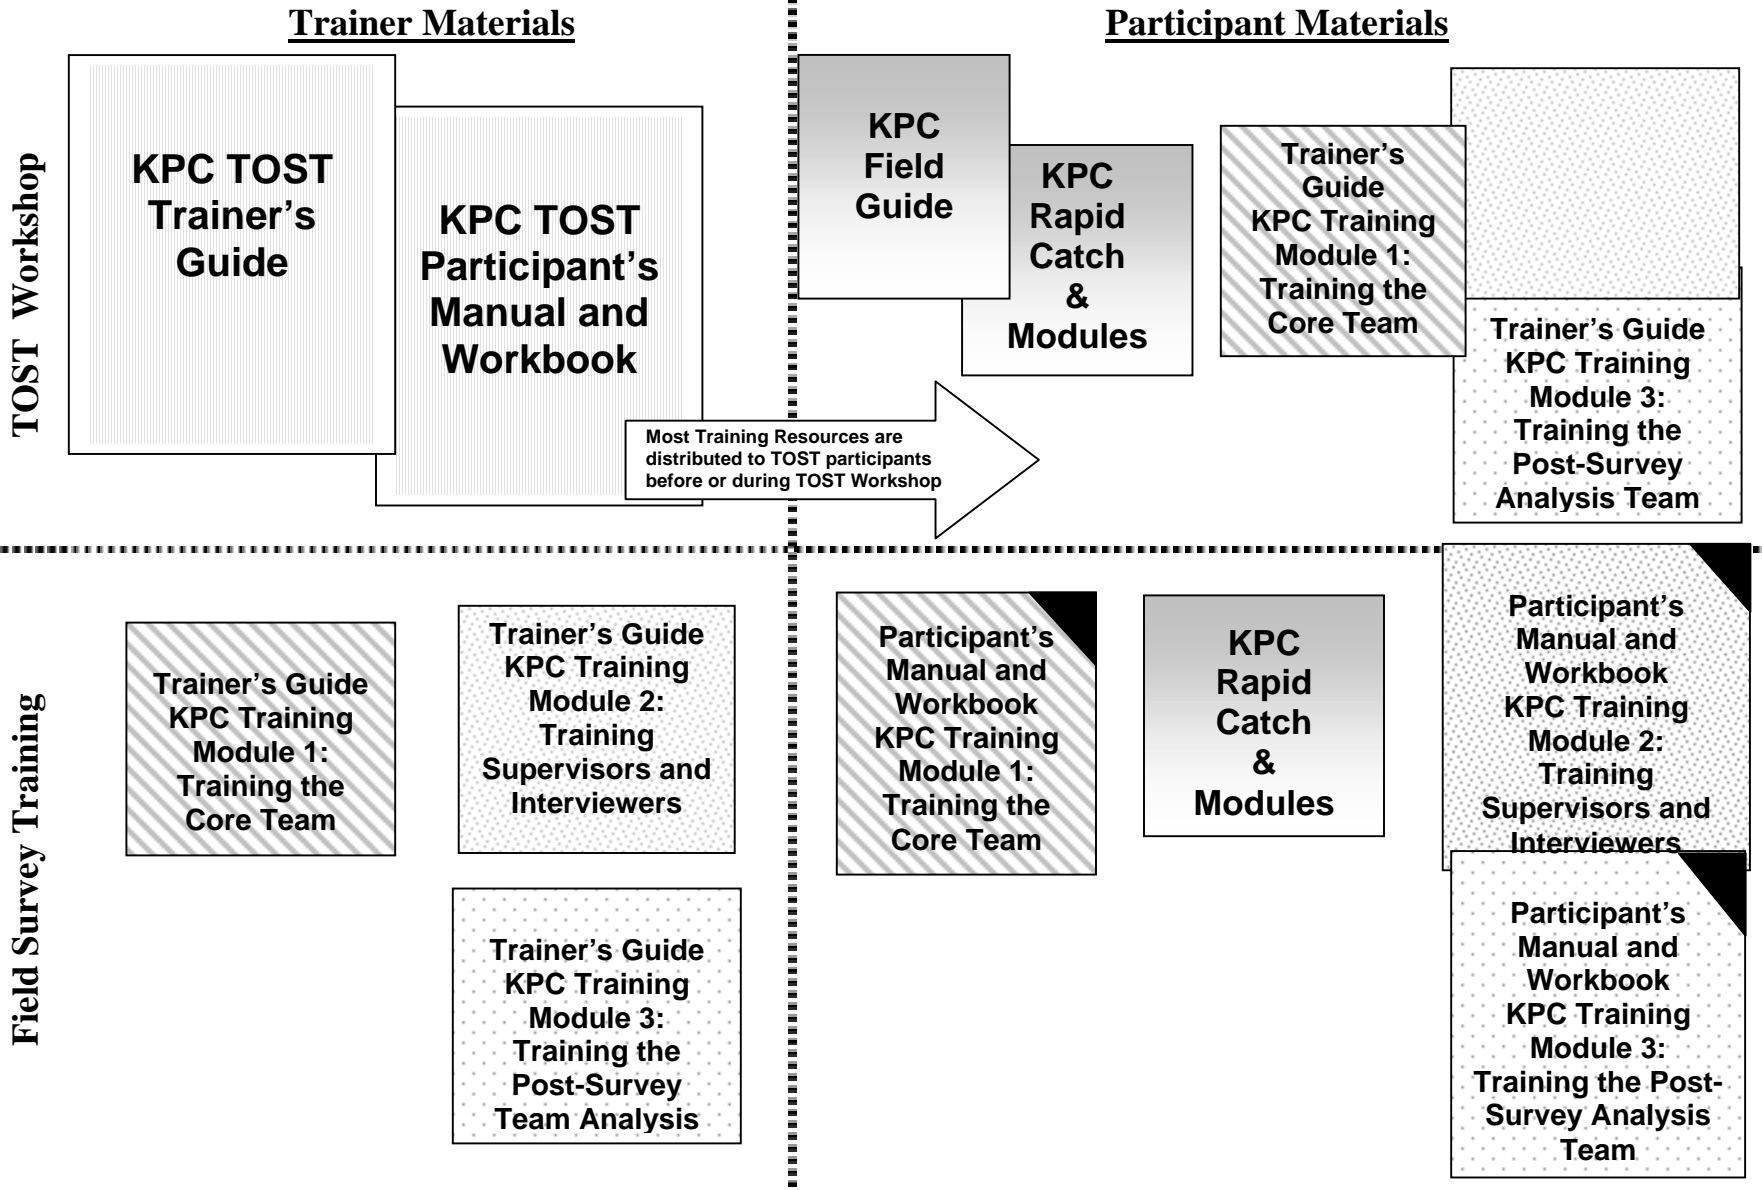 Trainer Materials
Participant Materials
TOST Workshop
KPC TOST
Trainer’s
Guide
KPC TOST
Participant’s
Manual and
Workbook
Most Training Resources are
distributed to TOST participants
before or during TOST Workshop
KPC
Field
Guide
KPC
Rapid
Catch
&
Modules
Trainer’s
Guide
KPC Training
Module 1:
Training the
Core Team
Trainer’s Guide
KPC Training
Module 3:
Training the
Post-Survey
Analysis Team
Field Survey Training
Trainer’s Guide
KPC Training
Module 1:
Training the
Core Team
Trainer’s Guide
KPC Training
Module 2:
Training
Supervisors and
Interviewers
Trainer’s Guide
KPC Training
Module 3:
Training the
Post-Survey
Team Analysis
Participant’s
Manual and
Workbook
KPC Training
Module 1:
Training the
Core Team
KPC
Rapid
Catch
&
Modules
Participant’s
Manual and
Workbook
KPC Training
Module 2:
Training
Supervisors and
Interviewers
Participant’s
Manual and
Workbook
KPC Training
Module 3:
Training the Post-
Survey Analysis
Team